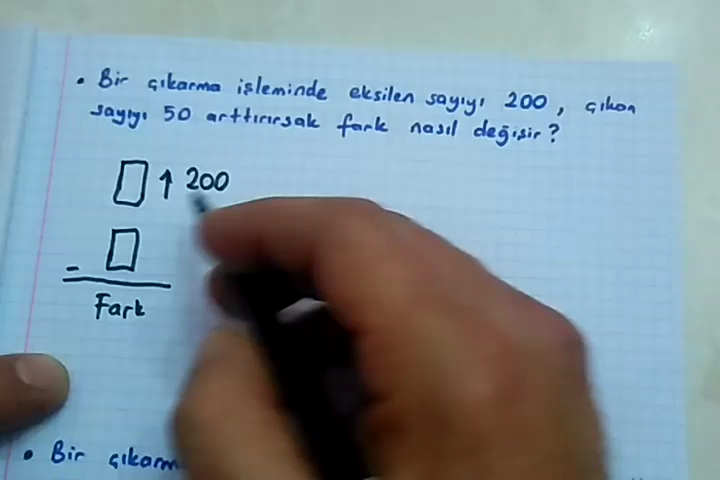 • Bir çıkarma işleminde eksilen sayıyı 200, çıkan
sayıyı 50 arttırırsak fark nasıl değişir?
↑ 200
-
Fark
• Bir çıkarm